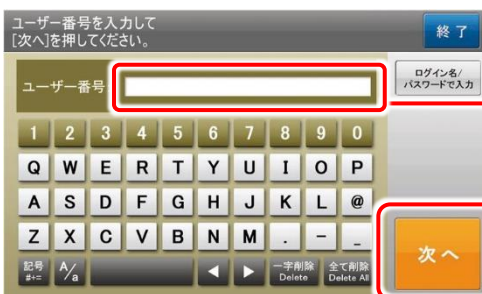 ユーザー番号を入力して
[次へ]を押してください。
終了
ユーザー番号
ログイン名/
パスワードで入力
1 2 3 4 5 6 7 8 9 0
Q W E R T Y U I O P
A S D F G H J K L @
Z X C V B N M . - _
記号
#+=
A/a
◀ ▶
一字削除
Delete
全て削除
Delete All
次へ